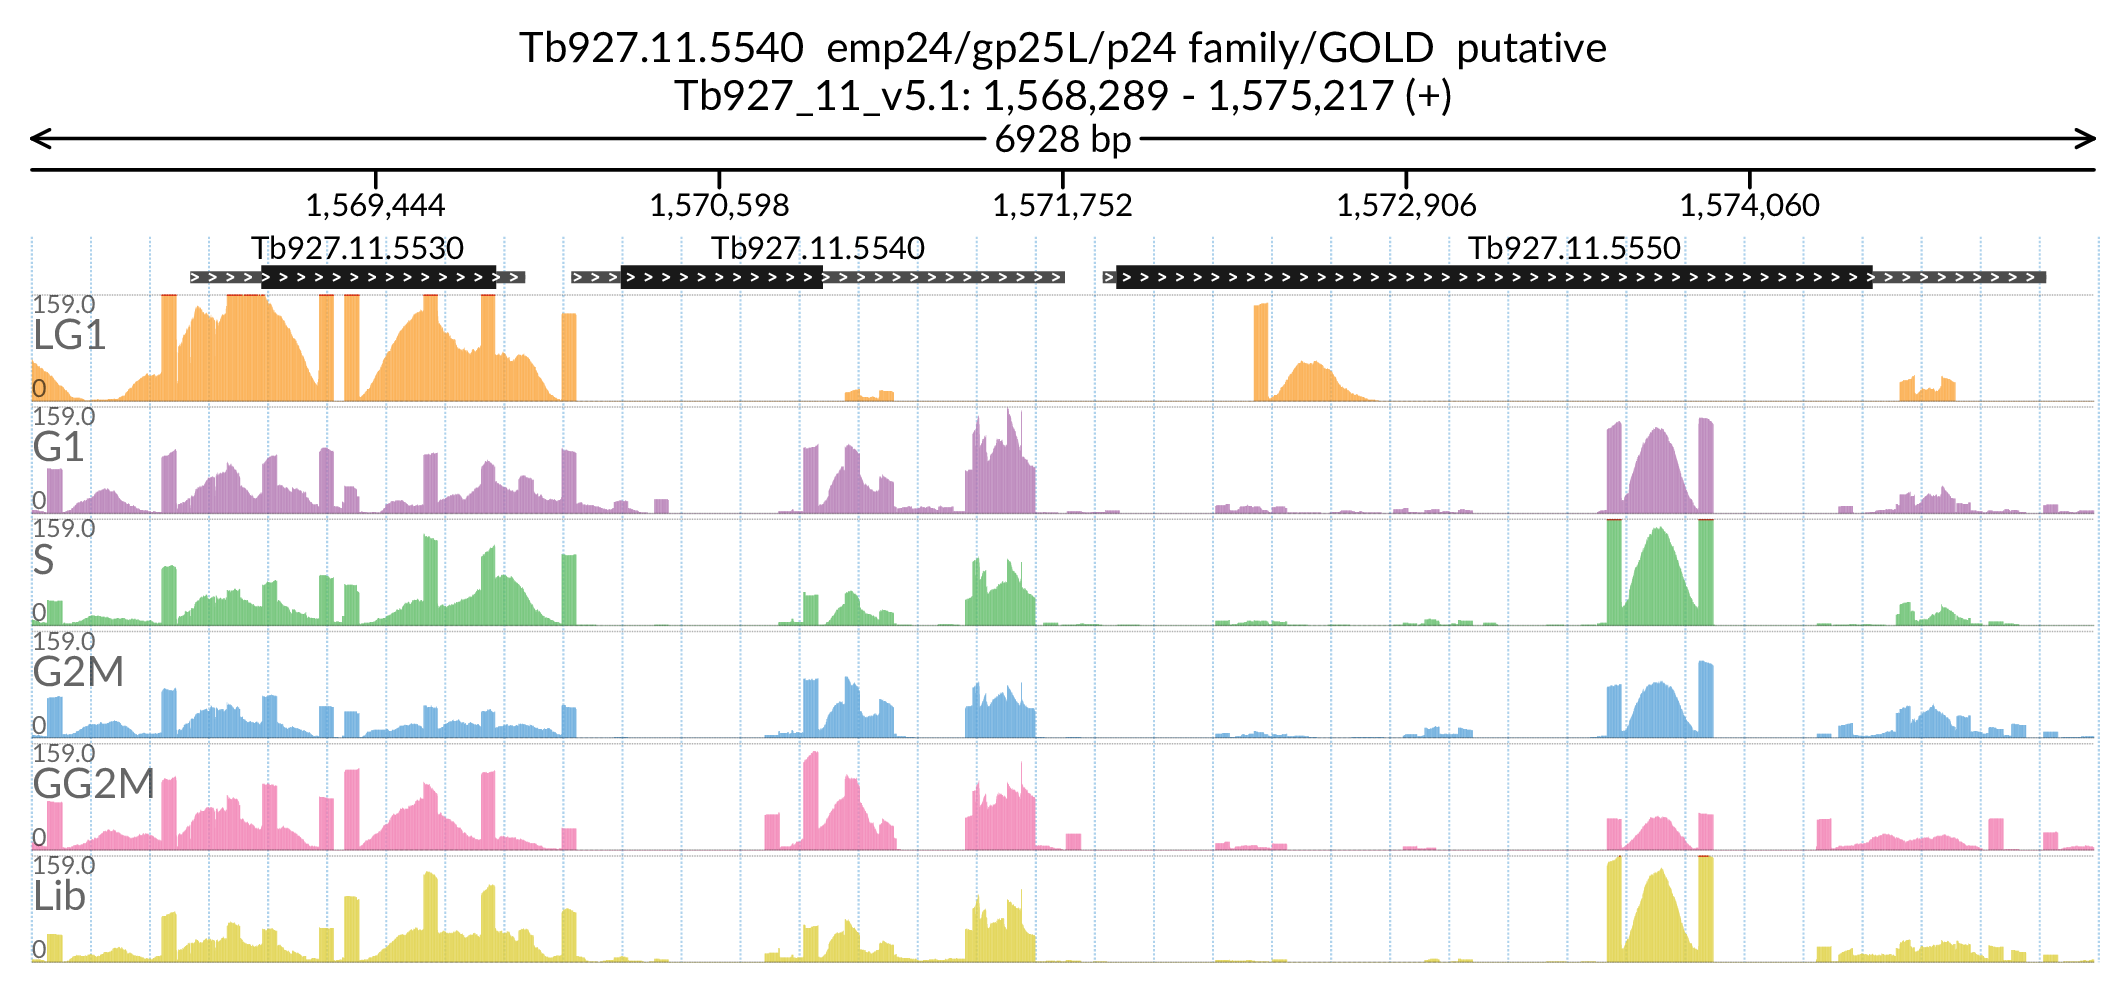 Tb927.11.5540  emp24/gp25L/p24 family/GOLD  putative
Tb927_11_v5.1: 1,568,289 - 1,575,217 (+)
6928 bp
1,569,444 1,570,598 1,571,752 1,572,906 1,574,060
Tb927.11.5530 Tb927.11.5540 Tb927.11.5550
159.0
LG1
0
159.0
G1
0
159.0
S
0
159.0
G2M
0
159.0
GG2M
0
159.0
Lib
0